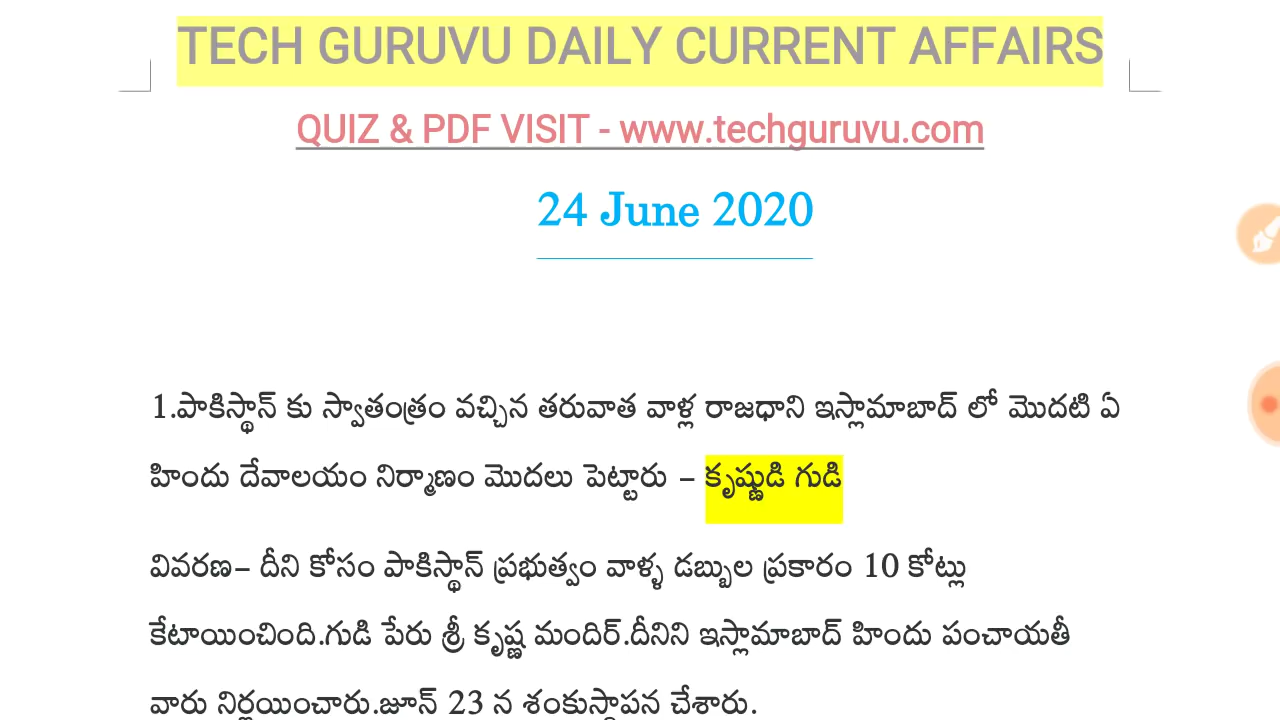 TECH GURUVU DAILY CURRENT AFFAIRS
QUIZ & PDF VISIT - www.techguruvu.com
24 June 2020
1.పాకిస్థాన్ కు స్వాతంత్రం వచ్చిన తరువాత వాళ్ల రాజధాని ఇస్లామాబాద్ లో మొదటి ఏ
హిందు దేవాలయం నిర్మాణం మొదలు పెట్టారు – కృష్ణుడి గుడి
వివరణ– దీని కోసం పాకిస్థాన్ ప్రభుత్వం వాళ్ళ డబ్బుల ప్రకారం 10 కోట్లు
కేటాయించింది.గుడి పేరు శ్రీ కృష్ణ మందిర్.దీనిని ఇస్లామాబాద్ హిందు పంచాయతీ
వారు నిర్ణయించారు.జూన్ 23 న శంకుస్థాపన చేశారు.